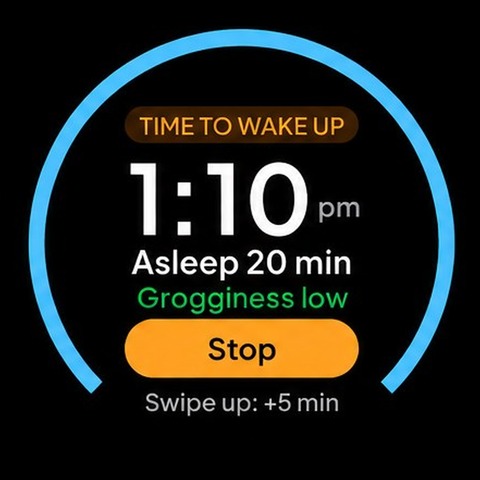 TIME TO WAKE UP
1:10 pm
Asleep 20 min
Grogginess low
Stop
Swipe up: +5 min